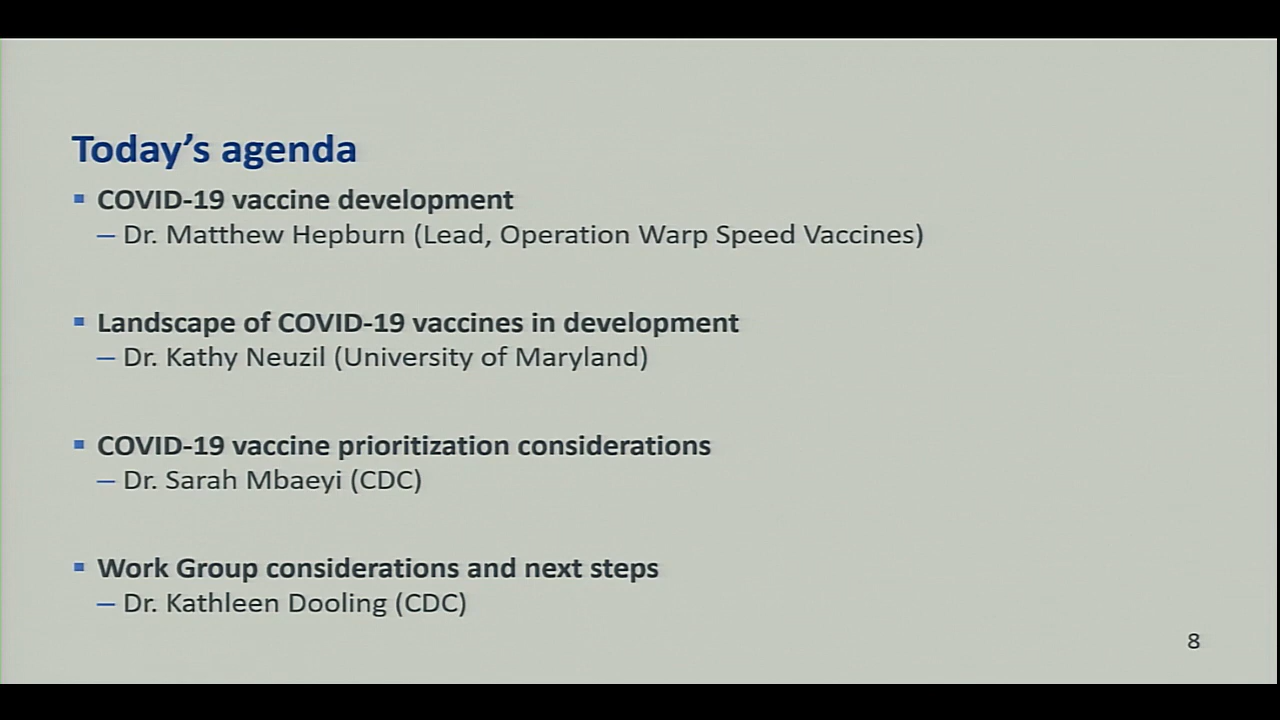 Today's agenda
▪ COVID-19 vaccine development
– Dr. Matthew Hepburn (Lead, Operation Warp Speed Vaccines)
▪ Landscape of COVID-19 vaccines in development
– Dr. Kathy Neuzil (University of Maryland)
▪ COVID-19 vaccine prioritization considerations
– Dr. Sarah Mbaeyi (CDC)
▪ Work Group considerations and next steps
– Dr. Kathleen Dooling (CDC)
8